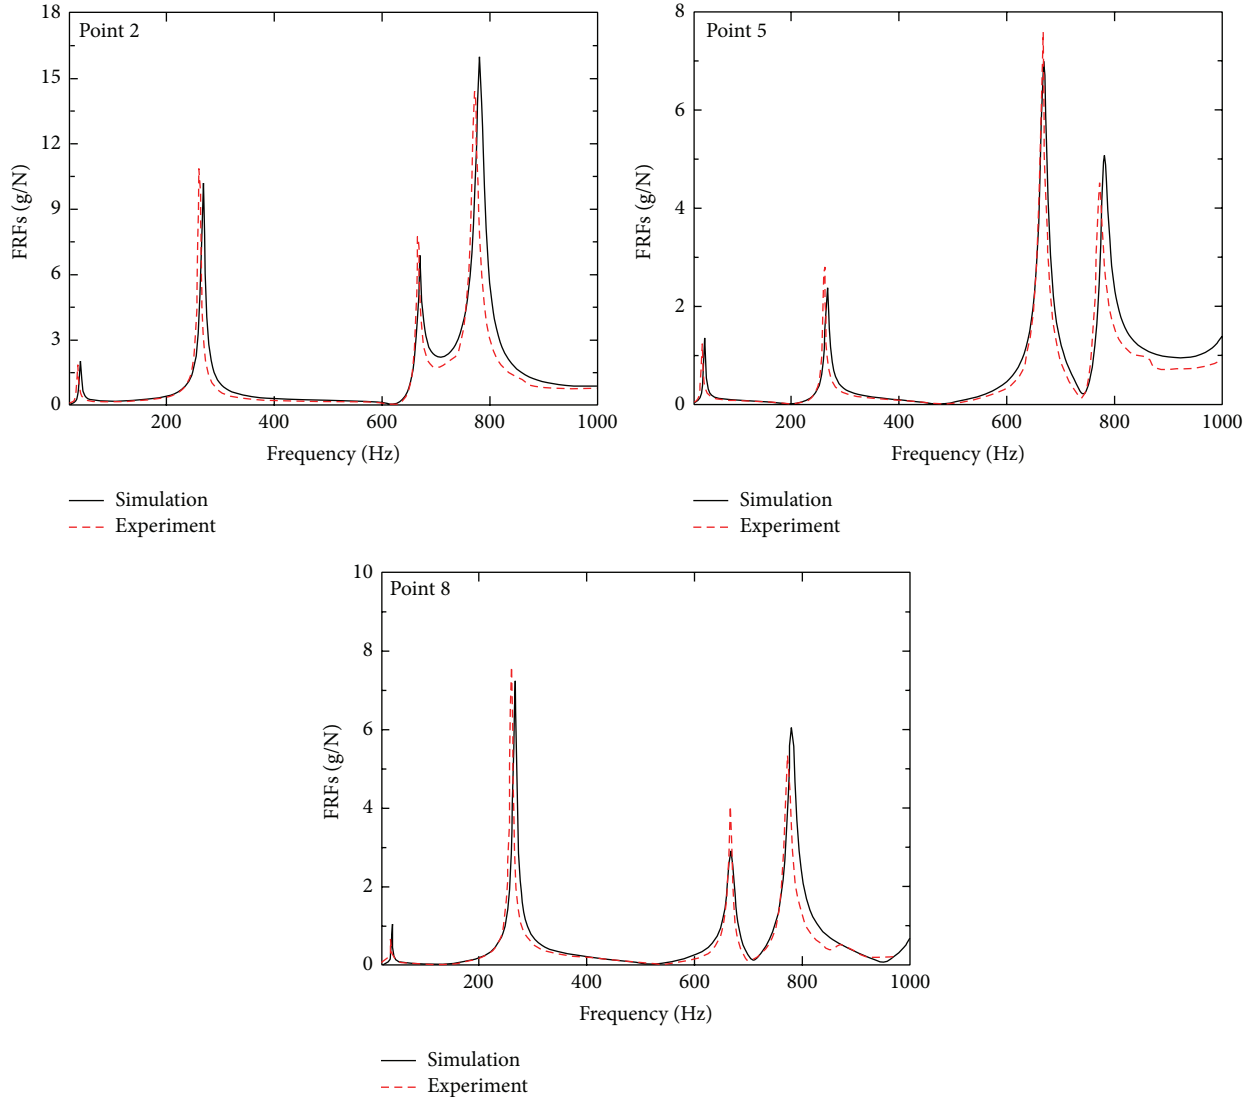 Point 2
18
15
12
9
6
3
0
FRFs (g/N)
200 400 600 800 1000
Frequency (Hz)
Simulation
Experiment
Point 5
8
6
4
2
0
FRFs (g/N)
200 400 600 800 1000
Frequency (Hz)
Simulation
Experiment
Point 8
10
8
6
4
2
0
FRFs (g/N)
200 400 600 800 1000
Frequency (Hz)
Simulation
Experiment